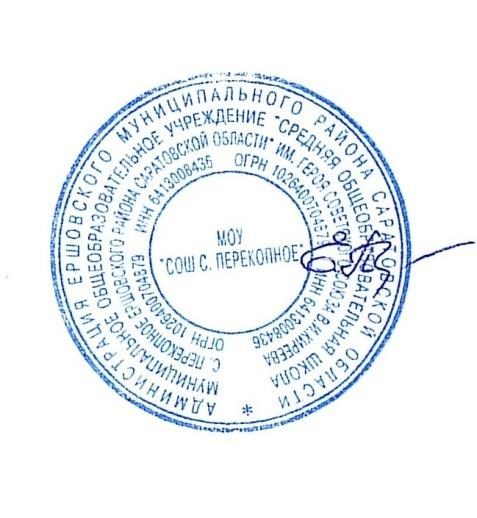 АДМИНИСТРАЦИЯ ЕРШОВСКОГО МУНИЦИПАЛЬНОГО РАЙОНА САРАТОВСКОЙ ОБЛАСТИ *
МУНИЦИПАЛЬНОЕ ОБЩЕОБРАЗОВАТЕЛЬНОЕ УЧРЕЖДЕНИЕ "СРЕДНЯЯ ОБЩЕОБРАЗОВАТЕЛЬНАЯ ШКОЛА
С. ПЕРЕКОПНОЕ ЕРШОВСКОГО РАЙОНА САРАТОВСКОЙ ОБЛАСТИ" ИМ. ГЕРОЯ СОВЕТСКОГО СОЮЗА В.И.КИРЕЕВА
ОГРН 1026400704879 ИНН 6413008436 ОГРН 1026400704879 ИНН 6413008436
МОУ
"СОШ С. ПЕРЕКОПНОЕ"